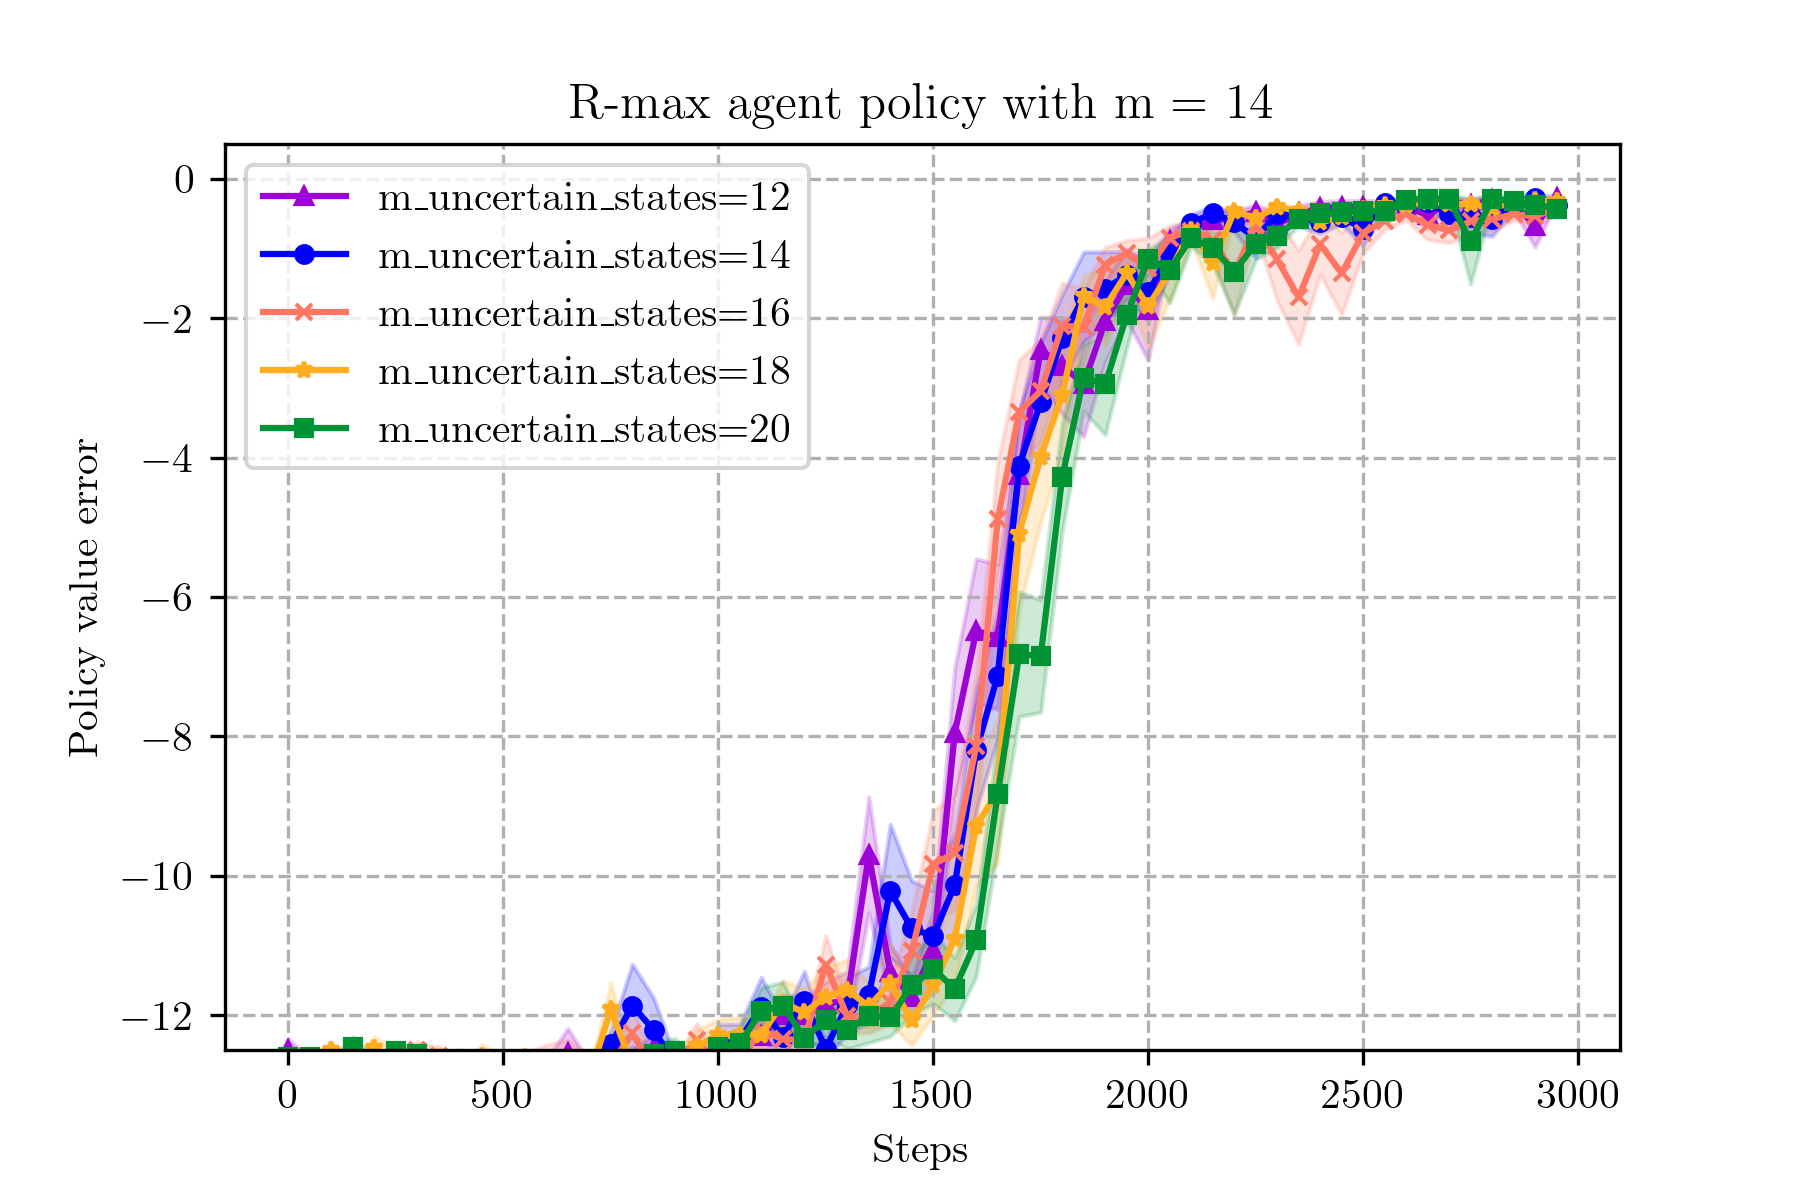 R-max agent policy with m = 14
m_uncertain_states=12
m_uncertain_states=14
m_uncertain_states=16
m_uncertain_states=18
m_uncertain_states=20
Policy value error
0
−2
−4
−6
−8
−10
−12
0 500 1000 1500 2000 2500 3000
Steps